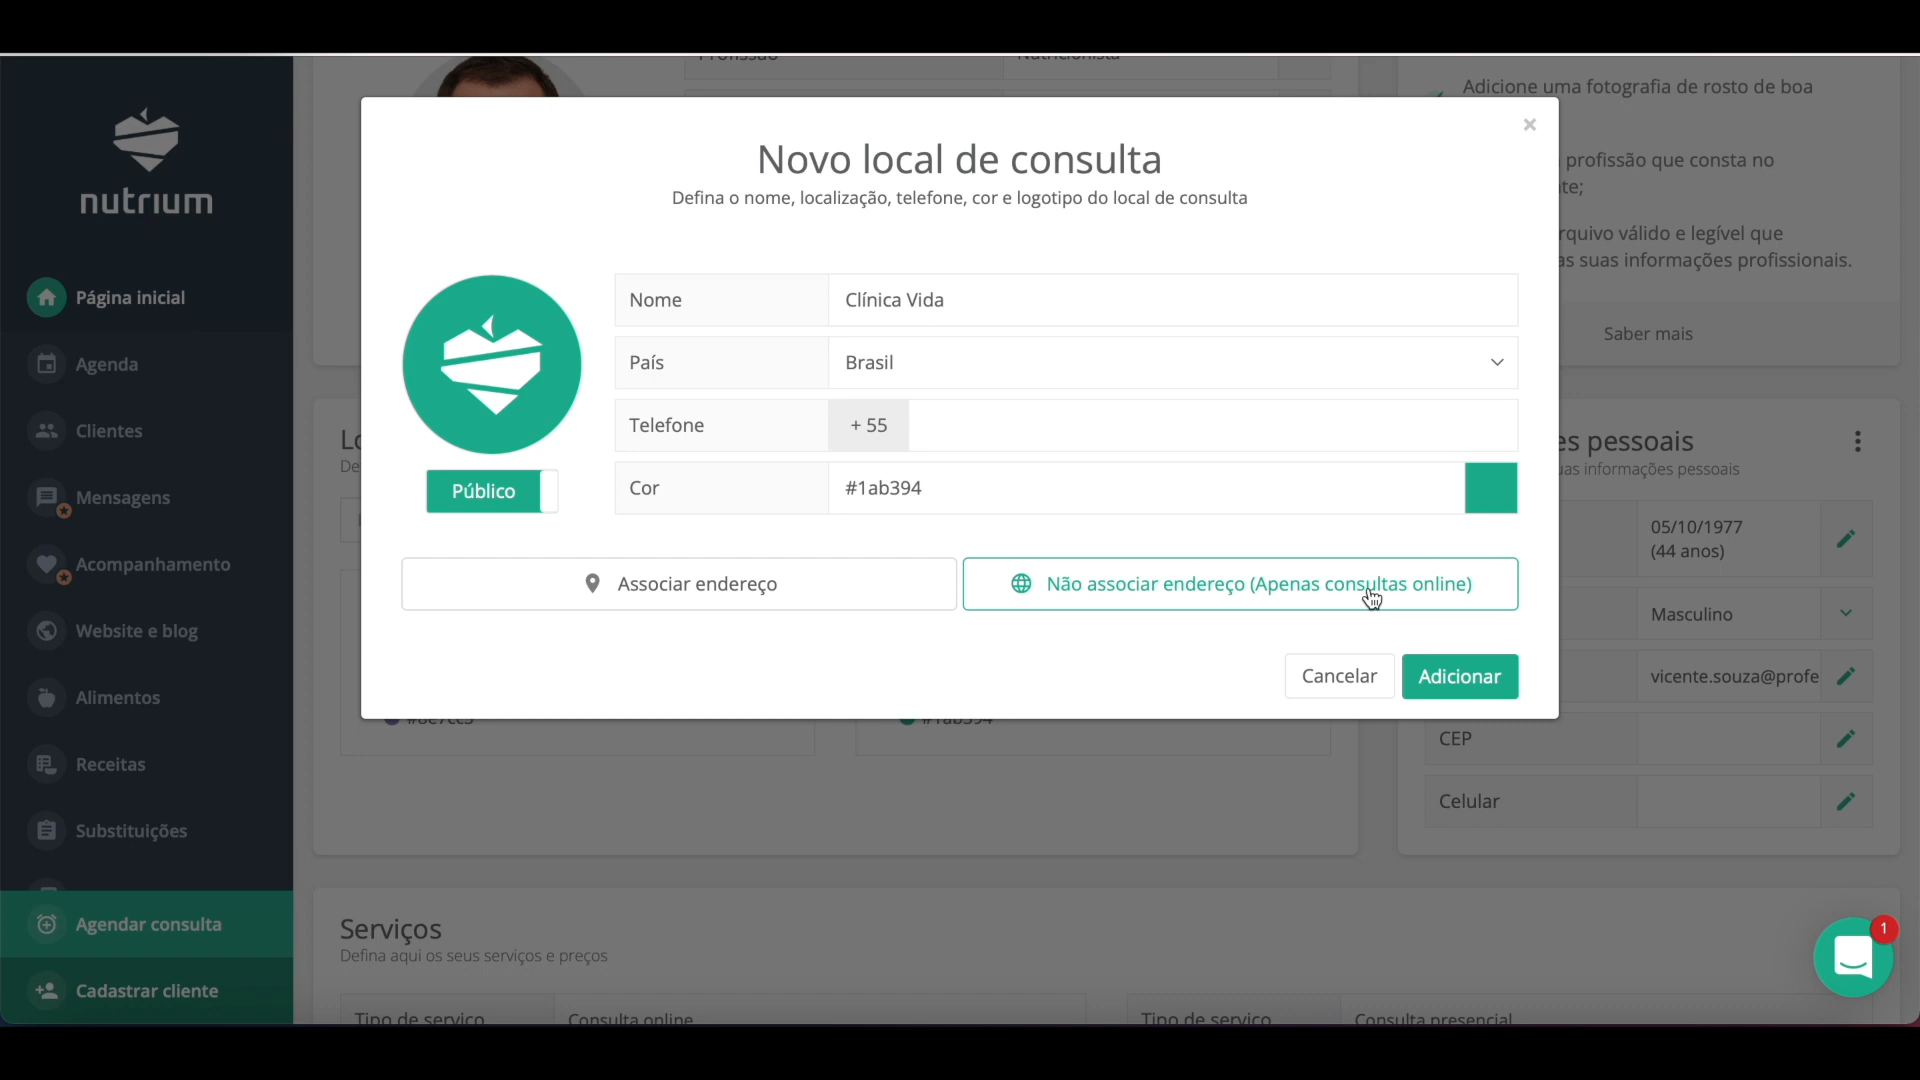 nutrium
Página inicial
Agenda
Clientes
Mensagens
Acompanhamento
Website e blog
Alimentos
Receitas
Substituições
Agendar consulta
Cadastrar cliente
Novo local de consulta
Defina o nome, localização, telefone, cor e logotipo do local de consulta
Público
Nome Clínica Vida
País Brasil
Telefone + 55
Cor #1ab394
Associar endereço
Não associar endereço (Apenas consultas online)
Cancelar Adicionar
Adicione uma fotografia de rosto de boa
profissão que consta no
válido e legível que
suas informações profissionais.
Saber mais
pessoais
informações pessoais
05/10/1977
(44 anos)
Masculino
vicente.souza@profe
CEP
Celular
#1ab394
Serviços
Defina aqui os seus serviços e preços
Tipo de serviço Consulta online
Tipo de serviço Consulta presencial
1